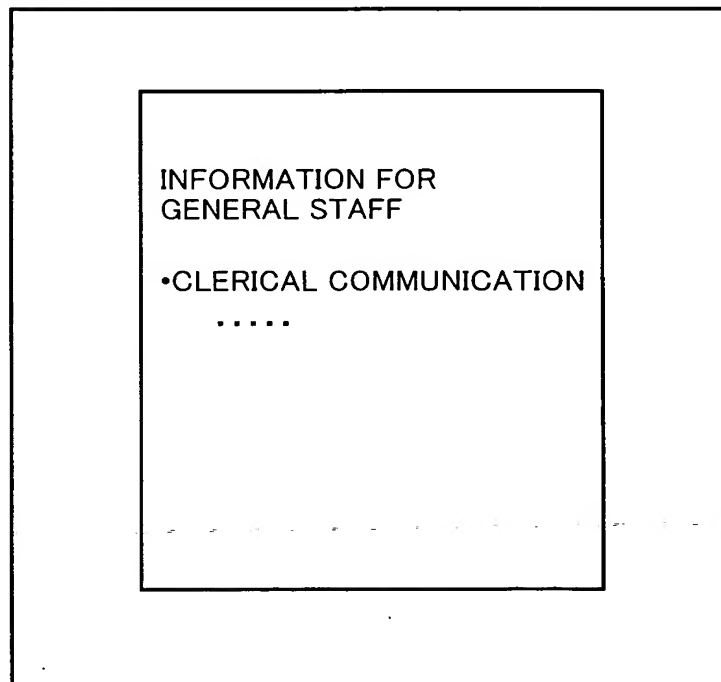 INFORMATION FOR
GENERAL STAFF
•CLERICAL COMMUNICATION
.....